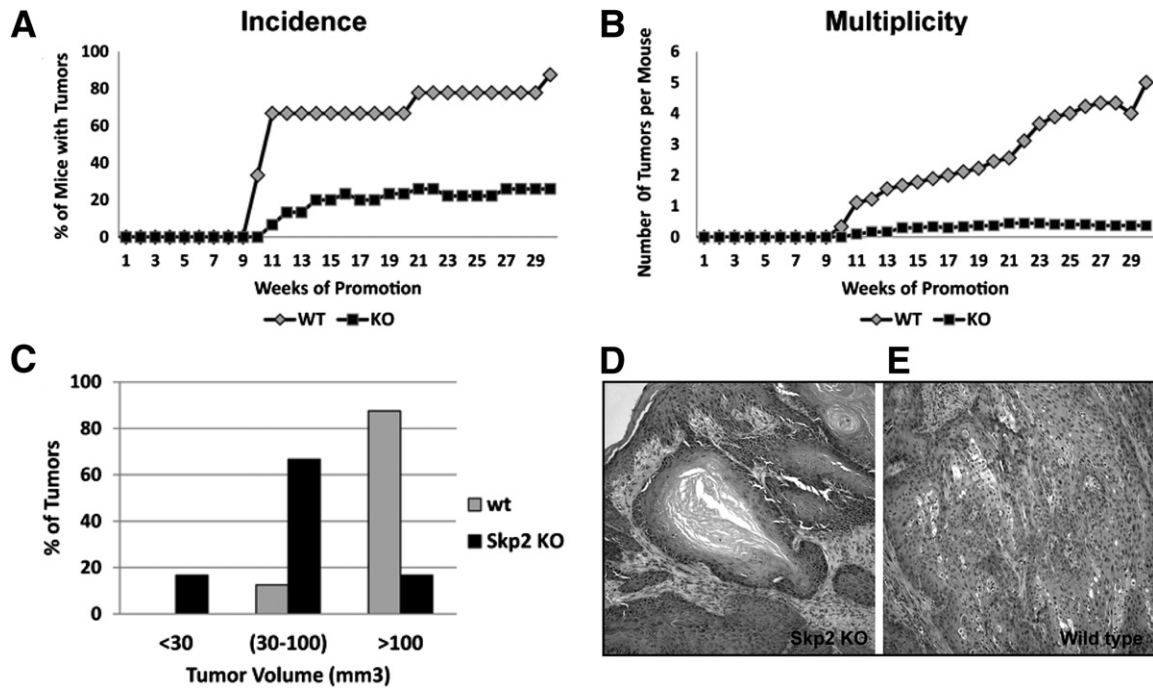 A
Incidence
% of Mice with Tumors
100
80
60
40
20
0
1 3 5 7 9 11 13 15 17 19 21 23 25 27 29
Weeks of Promotion
WT KO
B
Multiplicity
Number 0f Tumors per Mouse
6
5
4
3
2
1
0
1 3 5 7 9 11 13 15 17 19 21 23 25 27 29
Weeks of Promotion
WT KO
C
% of Tumors
100
80
60
40
20
0
<30 (30-100) >100
Tumor Volume (mm3)
wt
Skp2 KO
D
Skp2 KO
E
Wild type